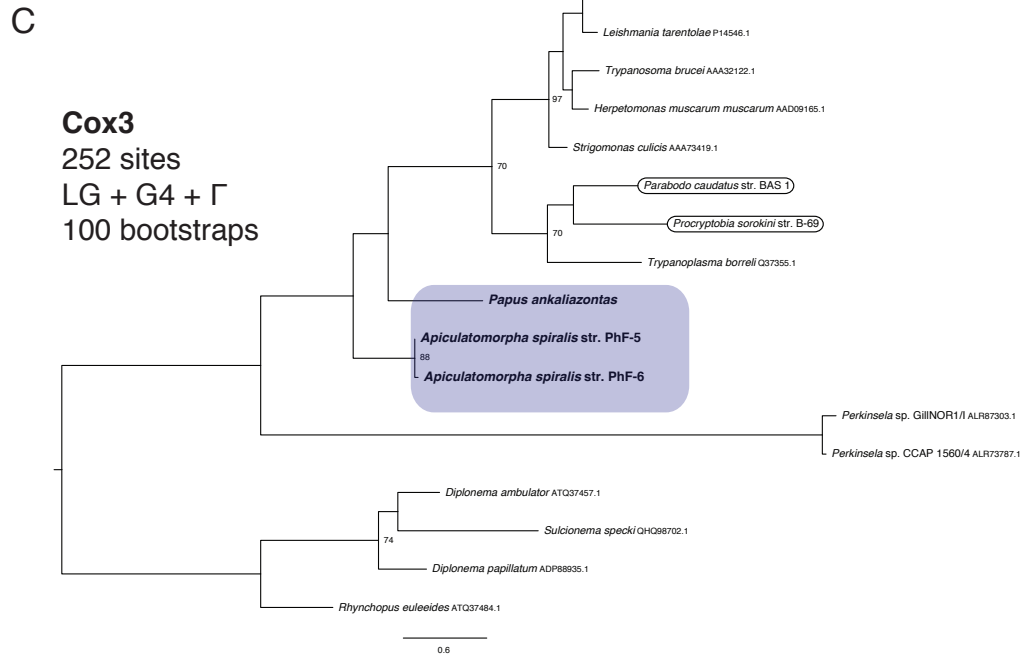 C
Cox3
252 sites
LG + G4 + Γ
100 bootstraps
Leishmania tarentolae P14546.1
Trypanosoma brucei AAA32122.1
97
Herpetomonas muscarum muscarum AAD09165.1
Strigomonas culicis AAA73419.1
70
Parabodo caudatus str. BAS 1
Procryptobia sorokini str. B-69
70
Trypanoplasma borreli Q37355.1
Papus ankaliazontas
Apiculatomorpha spiralis str. PhF-5
88
Apiculatomorpha spiralis str. PhF-6
Perkinsela sp. GillNOR1/I ALR87303.1
Perkinsela sp. CCAP 1560/4 ALR73787.1
Diplonema ambulator ATQ37457.1
Sulcionema specki QHQ98702.1
74
Diplonema papillatum ADP88935.1
Rhynchopus euleeides ATQ37484.1
0.6